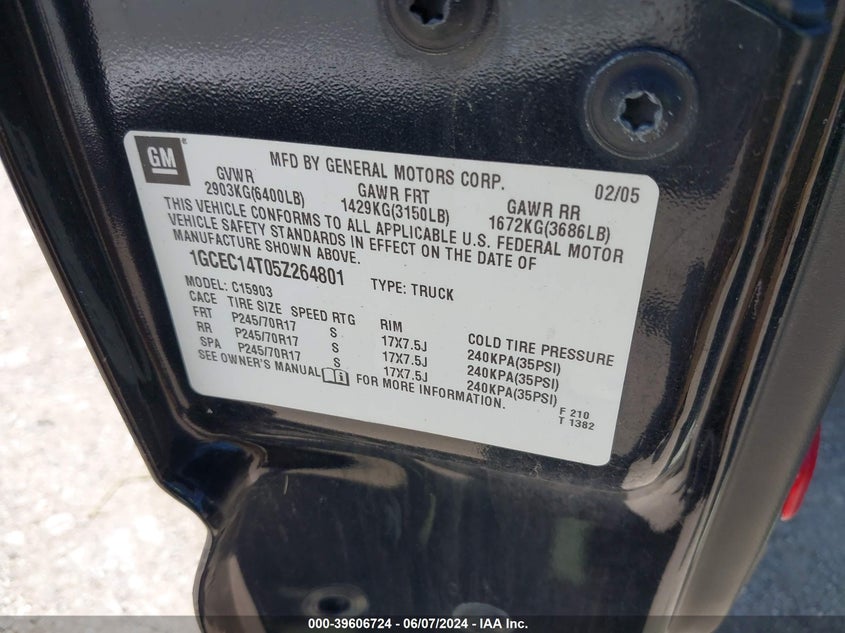 GM
MFD BY GENERAL MOTORS CORP. 02/05
GVWR GAWR FRT GAWR RR
2903KG(6400LB) 1429KG(3150LB) 1672KG(3686LB)
THIS VEHICLE CONFORMS TO ALL APPLICABLE U.S. FEDERAL MOTOR
VEHICLE SAFETY STANDARDS IN EFFECT ON THE DATE OF
MANUFACTURE SHOWN ABOVE.
1GCEC14T05Z264801 TYPE: TRUCK
MODEL: C15903
CACE TIRE SIZE SPEED RTG RIM COLD TIRE PRESSURE
FRT P245/70R17 S 17X7.5J 240KPA(35PSI)
RR P245/70R17 S 17X7.5J 240KPA(35PSI)
SPA P245/70R17 S 17X7.5J 240KPA(35PSI)
SEE OWNER'S MANUAL FOR MORE INFORMATION.
F 210
T 1382
000-39606724 - 06/07/2024 - IAA Inc.